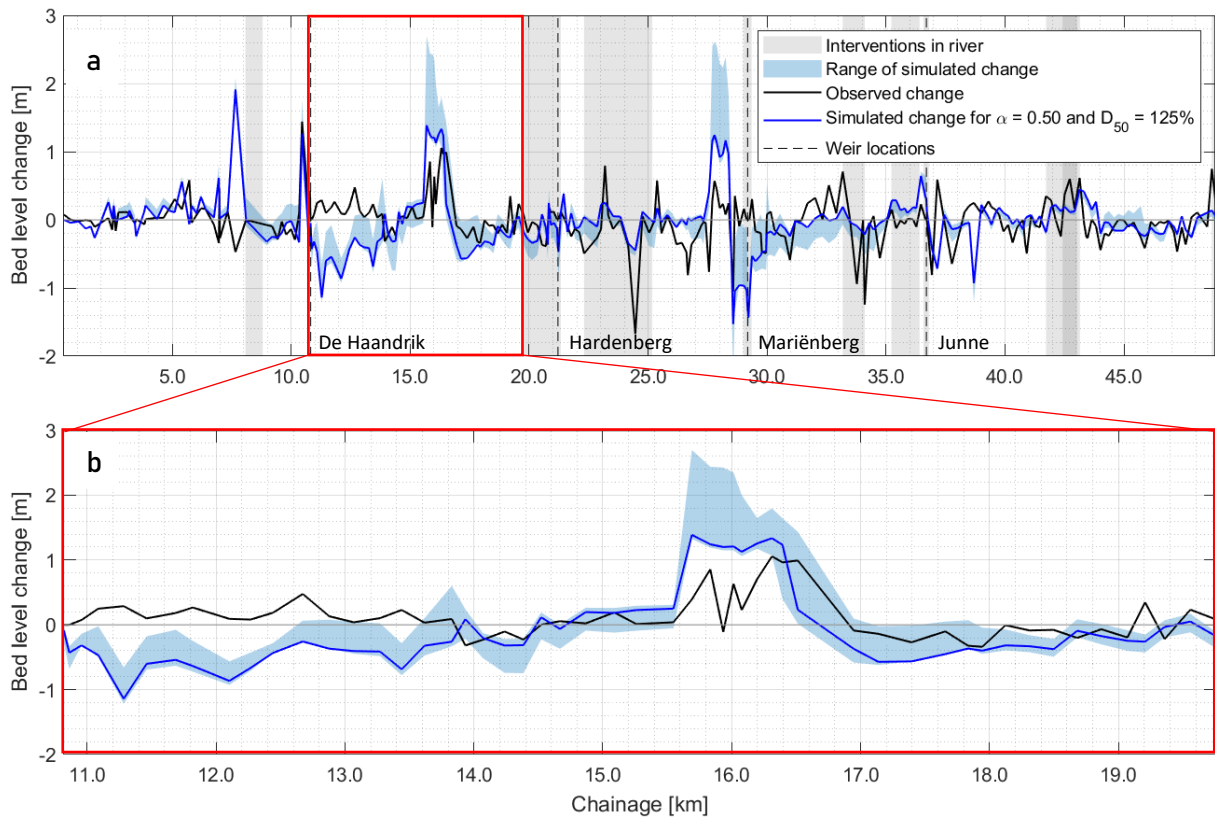 3
2
1
0
-1
-2
Bed level change [m]
a
Interventions in river
Range of simulated change
Observed change
Simulated change for α = 0.50 and D50 = 125%
Weir locations
De Haandrik
Hardenberg
Mariënberg
Junne
5.0 10.0 15.0 20.0 25.0 30.0 35.0 40.0 45.0
3
2
1
0
-1
-2
Bed level change [m]
b
11.0 12.0 13.0 14.0 15.0 16.0 17.0 18.0 19.0
Chainage [km]